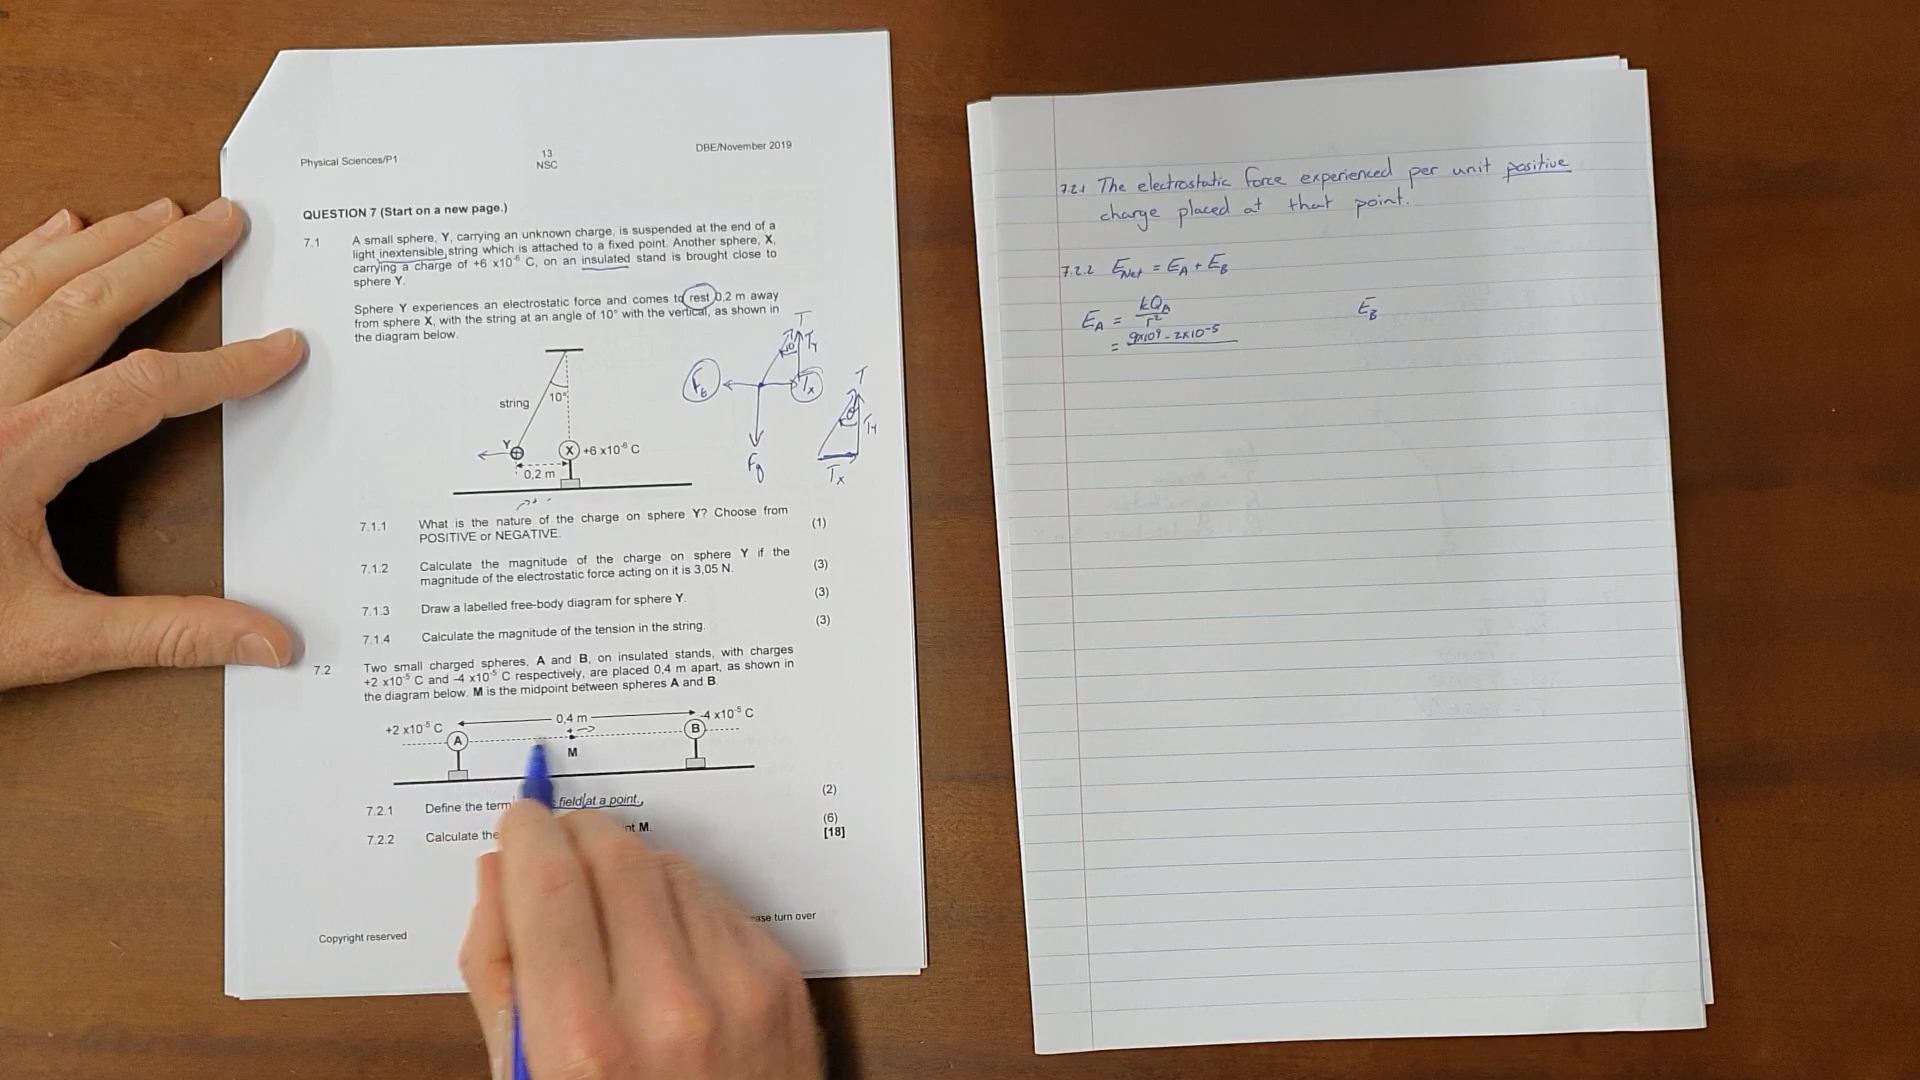 Physical Sciences/P1
13
NSC
DBE/November 2019
QUESTION 7 (Start on a new page.)
7.1 A small sphere, Y, carrying an unknown charge, is suspended at the end of a
light inextensible string which is attached to a fixed point. Another sphere, X,
carrying a charge of +6 x10⁻⁶ C, on an insulated stand is brought close to
sphere Y.
Sphere Y experiences an electrostatic force and comes to rest 0,2 m away
from sphere X, with the string at an angle of 10° with the vertical, as shown in
the diagram below.
string
10°
Y
X +6 x10⁻⁶ C
0,2 m
T
10
Ty
FE
Tx
Fg
T
Ty
Tx
7.1.1 What is the nature of the charge on sphere Y? Choose from (1)
POSITIVE or NEGATIVE.
7.1.2 Calculate the magnitude of the charge on sphere Y if the (3)
magnitude of the electrostatic force acting on it is 3,05 N.
7.1.3 Draw a labelled free-body diagram for sphere Y. (3)
7.1.4 Calculate the magnitude of the tension in the string. (3)
7.2 Two small charged spheres, A and B, on insulated stands, with charges
+2 x10⁻⁵ C and -4 x10⁻⁵ C respectively, are placed 0,4 m apart, as shown in
the diagram below. M is the midpoint between spheres A and B.
+2 x10⁻⁵ C
0,4 m
-4 x10⁻⁵ C
A
B
M
7.2.1 Define the term field at a point. (2)
7.2.2 Calculate the M. (6)
[18]
turn over
Copyright reserved
7.2.1 The electrostatic force experienced per unit positive
charge placed at that point.
7.2.2 ENet = EA + EB
EA = kQA / r²
EB
= 9x10⁹ - 2x10-5